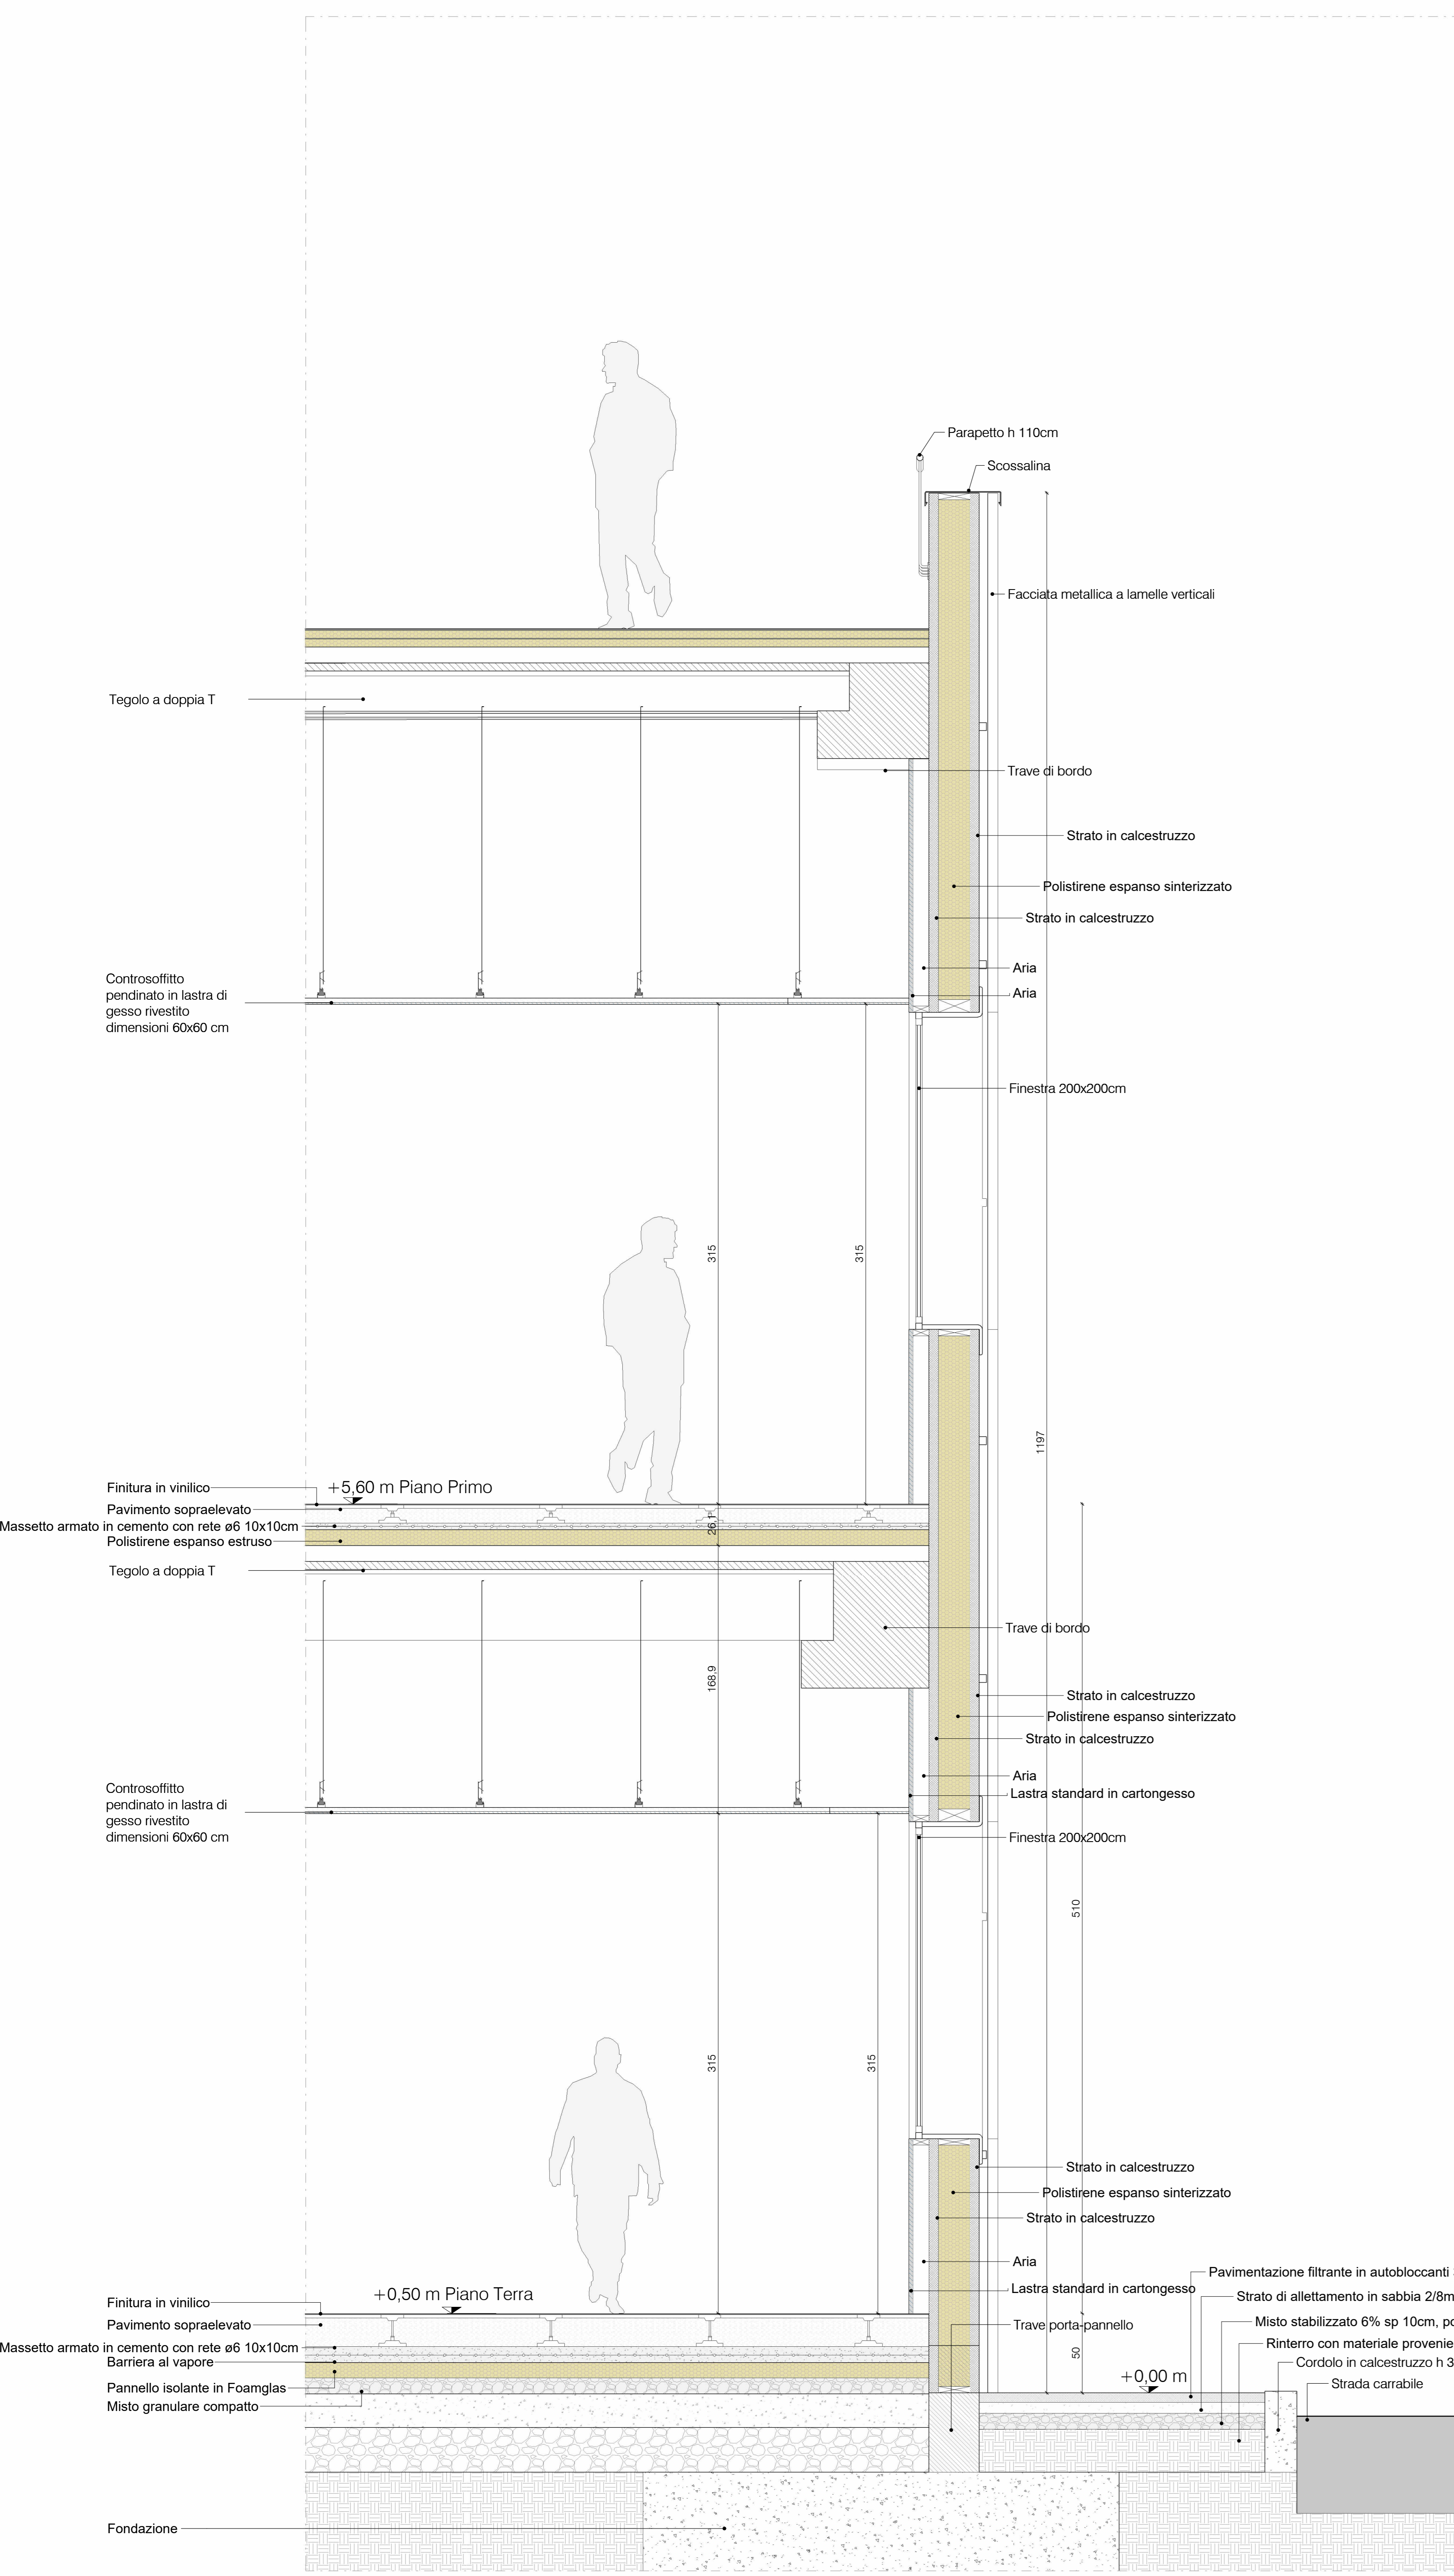 Parapetto h 110cm
Scossalina
Facciata metallica a lamelle verticali
Tegolo a doppia T
Trave di bordo
Strato in calcestruzzo
Polistirene espanso sinterizzato
Strato in calcestruzzo
Aria
Aria
Controsoffitto
pendinato in lastra di
gesso rivestito
dimensioni 60x60 cm
Finestra 200x200cm
315
315
1197
Finitura in vinilico
+5,60 m Piano Primo
Pavimento sopraelevato
Massetto armato in cemento con rete ø6 10x10cm
Polistirene espanso estruso
26,1
Tegolo a doppia T
Trave di bordo
168,9
Strato in calcestruzzo
Polistirene espanso sinterizzato
Strato in calcestruzzo
Aria
Lastra standard in cartongesso
Controsoffitto
pendinato in lastra di
gesso rivestito
dimensioni 60x60 cm
Finestra 200x200cm
510
315
315
Strato in calcestruzzo
Polistirene espanso sinterizzato
Strato in calcestruzzo
Aria
Lastra standard in cartongesso
Pavimentazione filtrante in autobloccanti
Strato di allettamento in sabbia 2/8m
Misto stabilizzato 6% sp 10cm, po
Rinterro con materiale provenie
Cordolo in calcestruzzo h 3
Strada carrabile
+0,50 m Piano Terra
Finitura in vinilico
Pavimento sopraelevato
Trave porta-pannello
Massetto armato in cemento con rete ø6 10x10cm
Barriera al vapore
50
+0,00 m
Pannello isolante in Foamglas
Misto granulare compatto
Fondazione